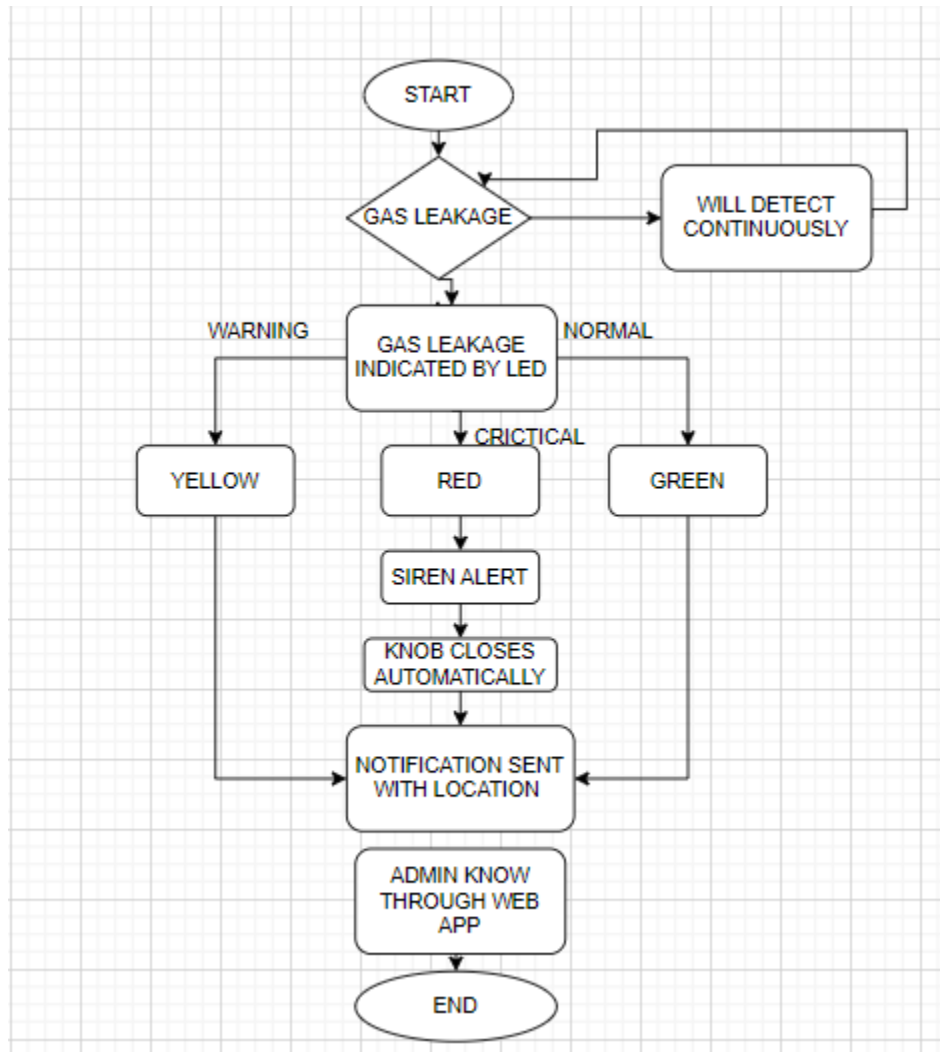 START
GAS LEAKAGE
WILL DETECT
CONTINUOUSLY
WARNING
GAS LEAKAGE
INDICATED BY LED
NORMAL
CRICTICAL
YELLOW
RED
GREEN
SIREN ALERT
KNOB CLOSES
AUTOMATICALLY
NOTIFICATION SENT
WITH LOCATION
ADMIN KNOW
THROUGH WEB
APP
END